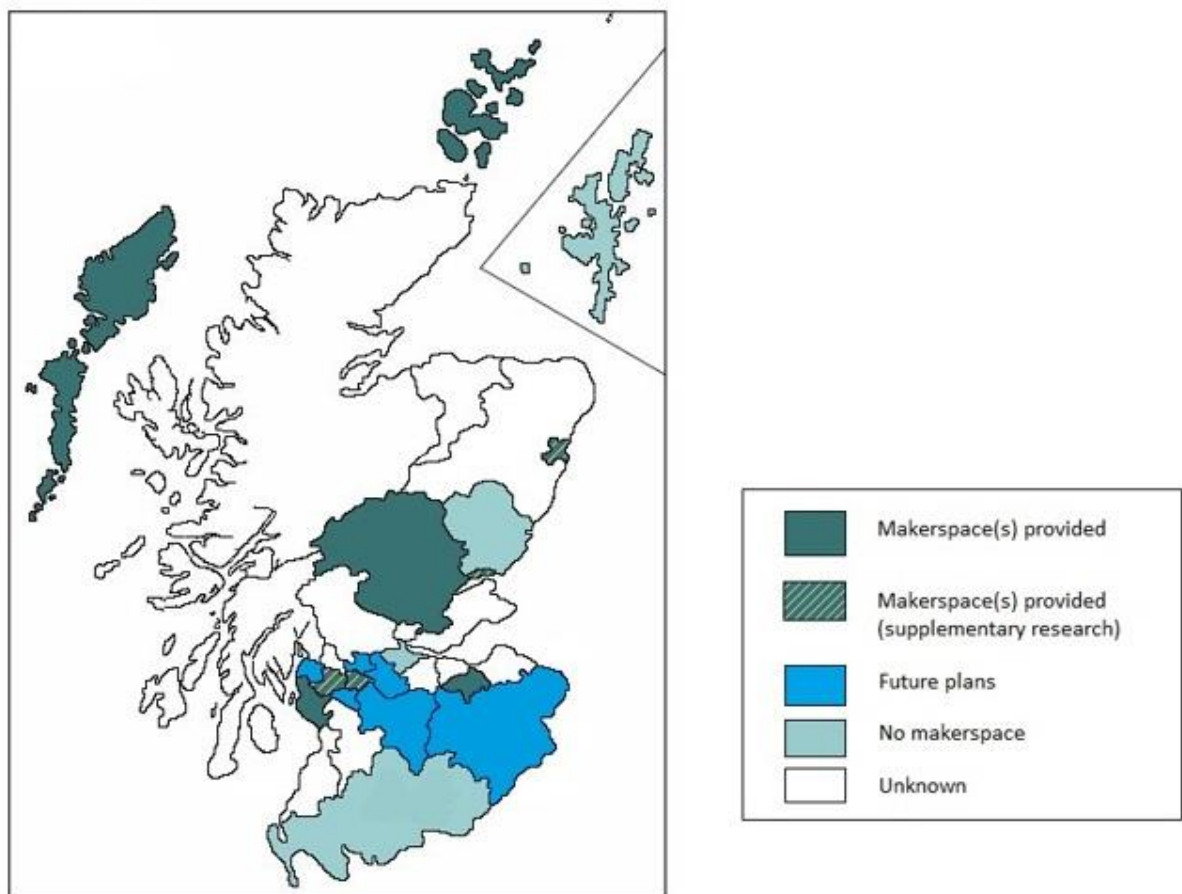 Makerspace(s) provided
Makerspace(s) provided
(supplementary research)
Future plans
No makerspace
Unknown